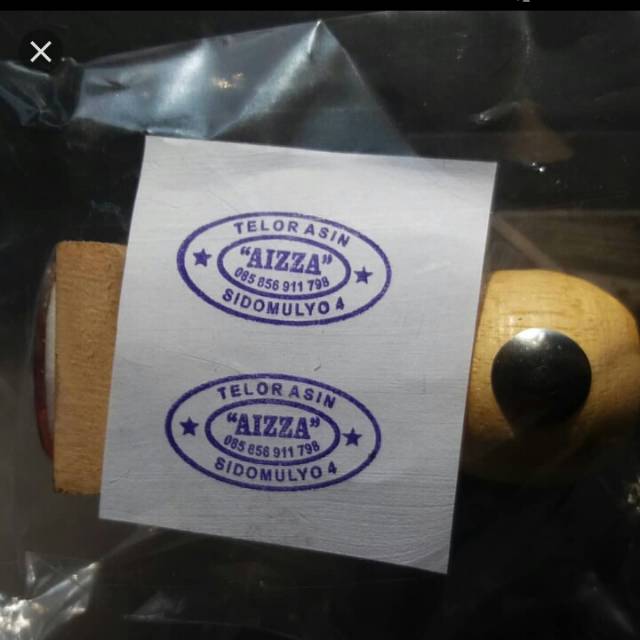 TELOR ASIN
"AIZZA"
085 856 911 798
SIDOMULYO 4
TELOR ASIN
"AIZZA"
085 856 911 798
SIDOMULYO 4